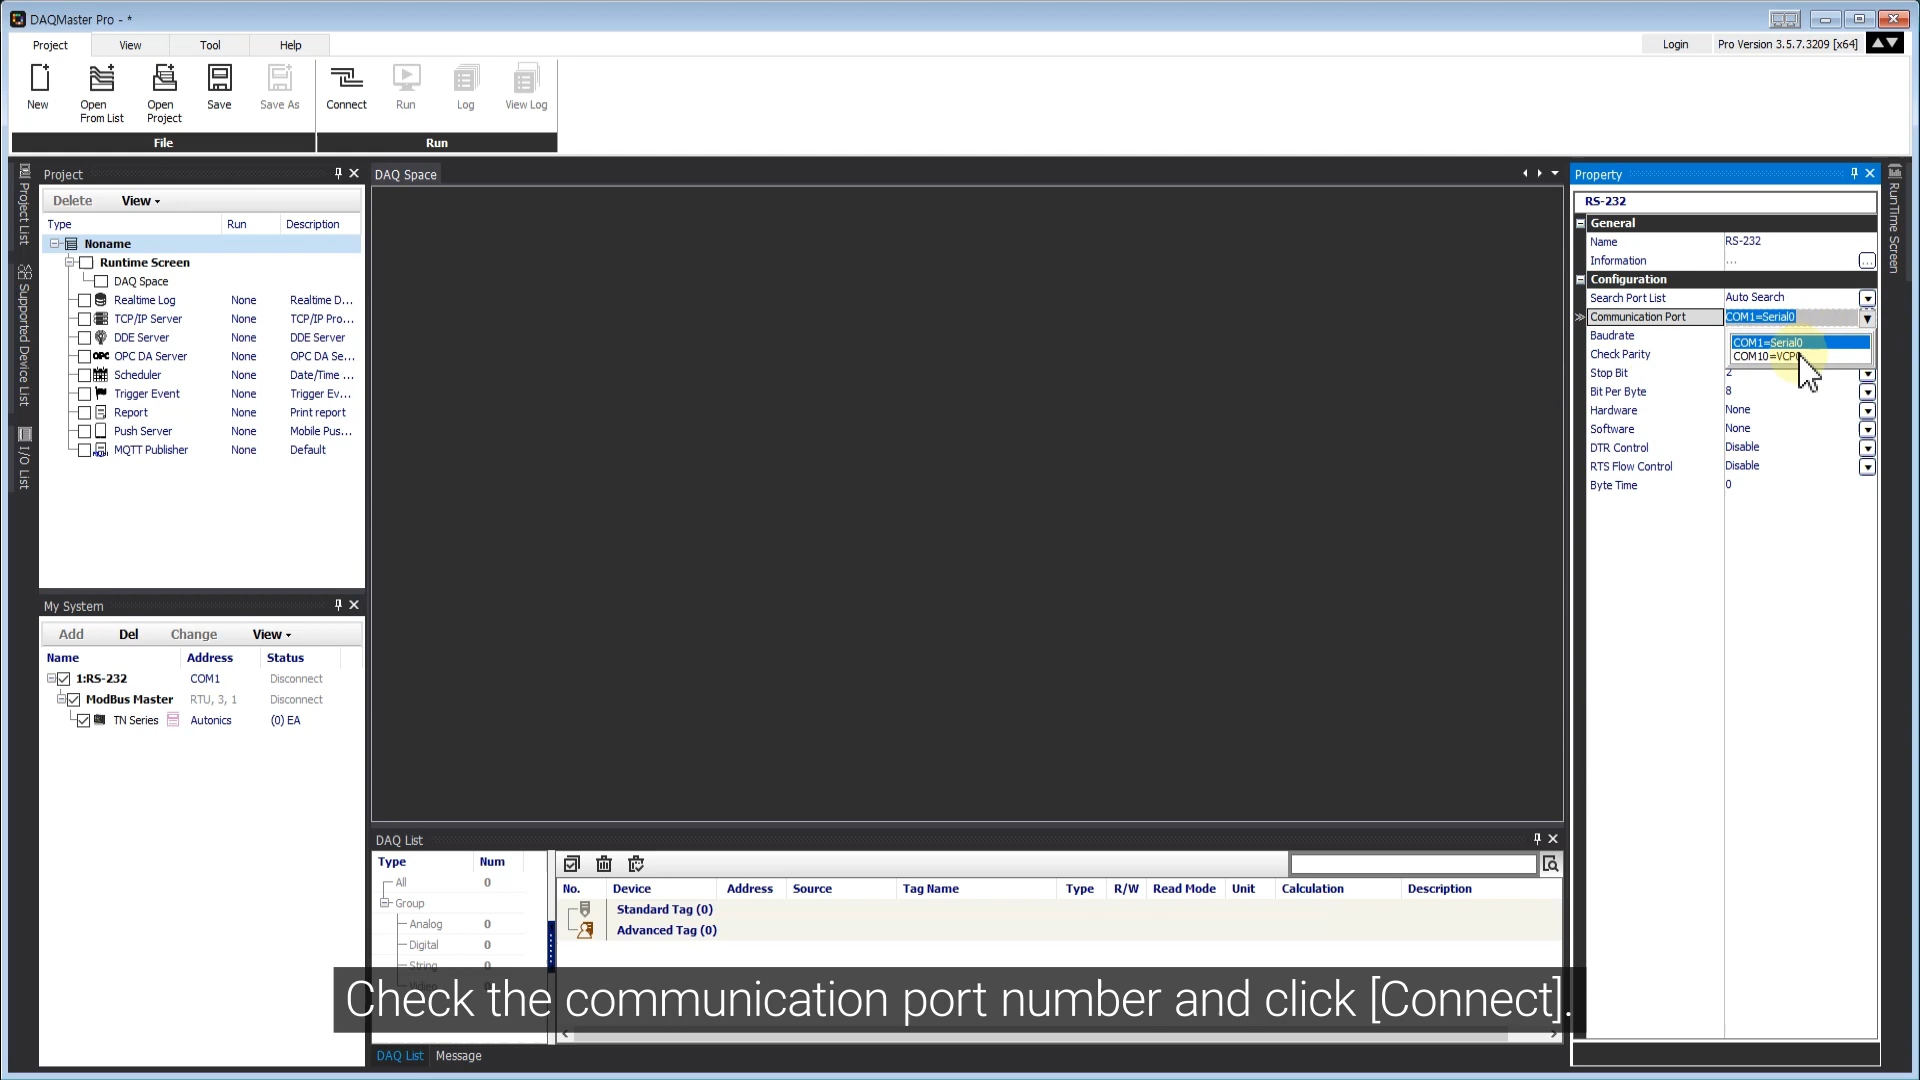 DAQMaster Pro - *
Project View Tool Help
Login Pro Version 3.5.7.3209 [x64]
New Open From List Open Project Save Save As Connect Run Log View Log
File Run
Project List
Supported Device List
I/O List
Project
Delete View
Type Run Description
Noname
Runtime Screen
DAQ Space
Realtime Log None Realtime D...
TCP/IP Server None TCP/IP Pro...
DDE Server None
OPC OPC DA Server None OPC DA Se...
Scheduler None Date/Time ...
Trigger Event None Trigger Ev...
Report None Print report
Push Server None Mobile Pus...
MQTT Publisher None Default
My System
Add Del Change View
Name Address Status
1:RS-232 COM1 Disconnect
ModBus Master RTU, 3, 1 Disconnect
TN Series Autonics (0) EA
DAQ Space
DAQ List
Type Num
All 0
Group
Analog 0
Digital 0
String 0
No. Device Address Source Tag Name Type R/W Read Mode Unit Calculation Description
Standard Tag (0)
Advanced Tag (0)
DAQ List Message
Property
RS-232
General
Name RS-232
Information ... ...
Configuration
Search Port List Auto Search
Communication Port COM1=Serial0
Baudrate
COM1=Serial0
Check Parity COM10=VCP
Stop Bit 2
Bit Per Byte 8
Hardware None
Software None
DTR Control Disable
RTS Flow Control Disable
Byte Time 0
RunTime Screen
Check the communication port number and click [Connect].